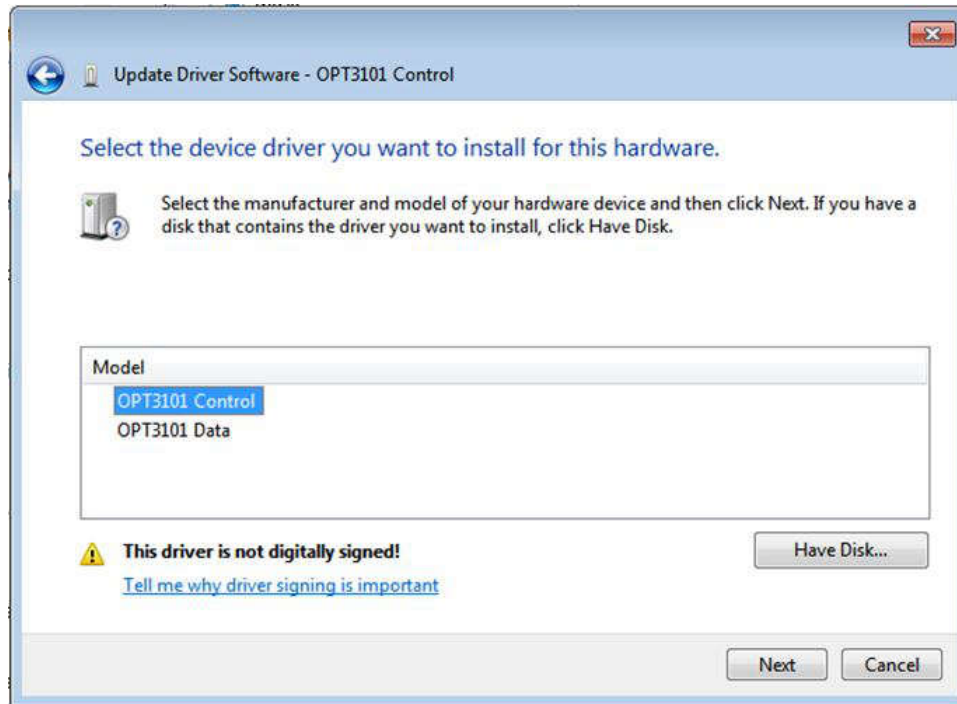 Update Driver Software - OPT3101 Control
Select the device driver you want to install for this hardware.
Select the manufacturer and model of your hardware device and then click Next. If you have a
disk that contains the driver you want to install, click Have Disk.
Model
OPT3101 Control
OPT3101 Data
This driver is not digitally signed!
Have Disk...
Tell me why driver signing is important
Next
Cancel